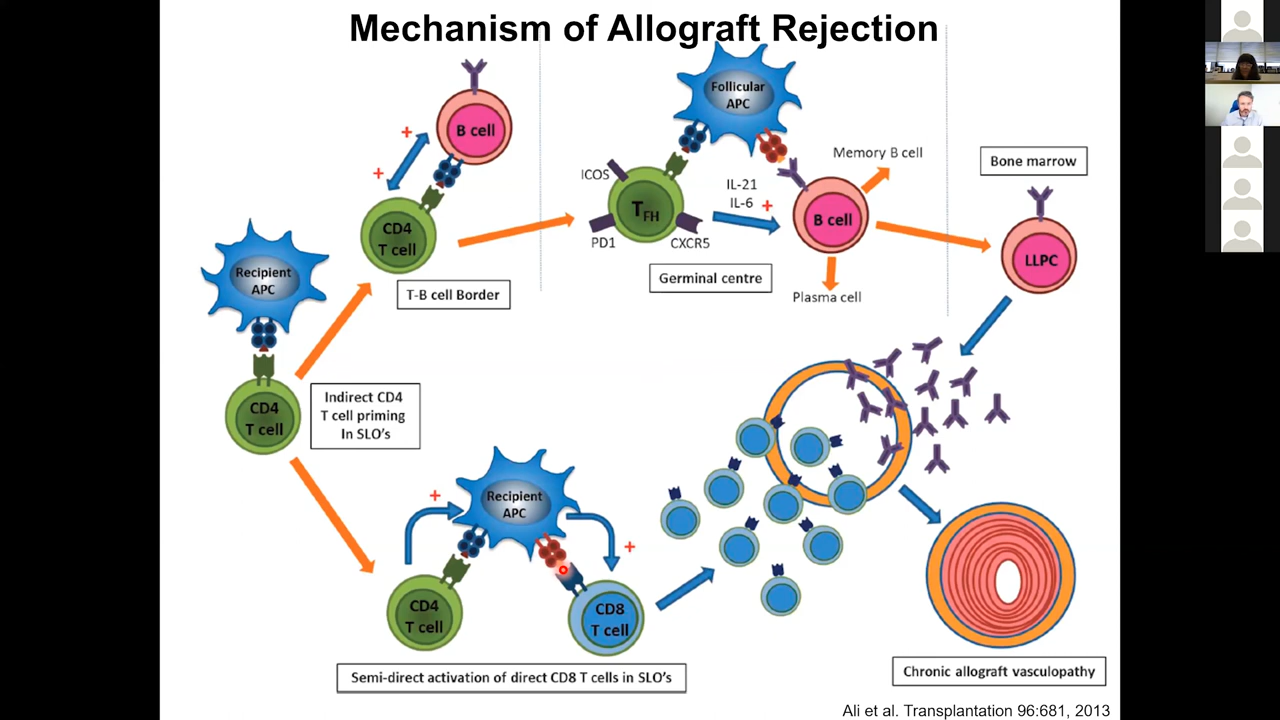 Mechanism of Allograft Rejection
B cell
+
+
CD4
T cell
T-B cell Border
Recipient
APC
CD4
T cell
Indirect CD4
T cell priming
In SLO's
Follicular
APC
ICOS
TFH
PD1
CXCR5
IL-21
IL-6
+
B cell
Memory B cell
Plasma cell
Germinal centre
Bone marrow
LLPC
+
Recipient
APC
+
CD4
T cell
CD8
T cell
Semi-direct activation of direct CD8 T cells in SLO's
Chronic allograft vasculopathy
Ali et al. Transplantation 96:681, 2013